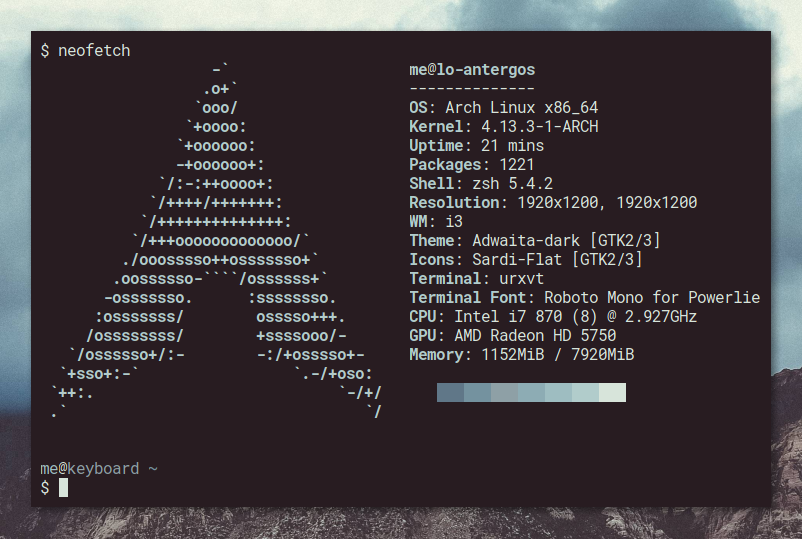 $ neofetch
-`
.o+`
`ooo/
`+oooo:
`+oooooo:
-+oooooo+:
`/:-:++oooo+:
`/++++/+++++++:
`/++++++++++++++:
`/+++ooooooooooooo/`
./ooosssso++osssssso+`
.oossssso-````/ossssss+`
-osssssso. :ssssssso.
:osssssss/ osssso+++.
/ossssssss/ +ssssooo/-
`/ossssso+/:- -:/+osssso+-
`+sso+:-` `.-/+oso:
`++:. `-/+/
.` `/
me@lo-antergos
--------------
OS: Arch Linux x86_64
Kernel: 4.13.3-1-ARCH
Uptime: 21 mins
Packages: 1221
Shell: zsh 5.4.2
Resolution: 1920x1200, 1920x1200
WM: i3
Theme: Adwaita-dark [GTK2/3]
Icons: Sardi-Flat [GTK2/3]
Terminal: urxvt
Terminal Font: Roboto Mono for Powerlie
CPU: Intel i7 870 (8) @ 2.927GHz
GPU: AMD Radeon HD 5750
Memory: 1152MiB / 7920MiB
me@keyboard ~
$